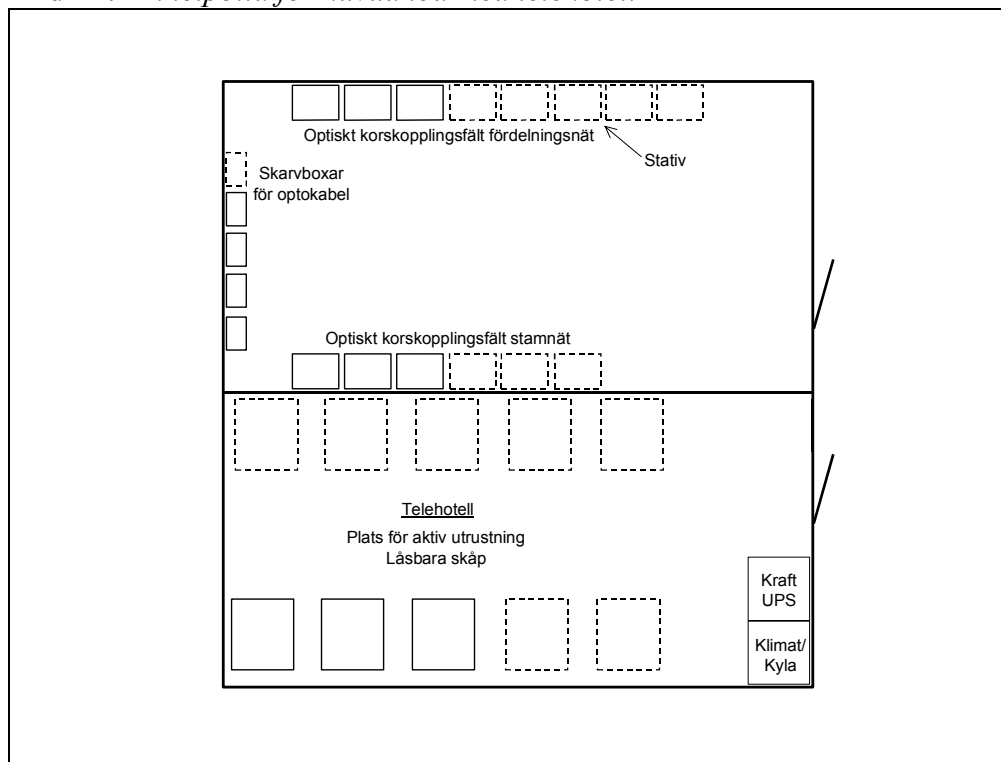 Optiskt korskopplingsfält fördelningsnät
Stativ
Skarvboxar
för optokabel
Optiskt korskopplingsfält stamnät
Telehotell
Plats för aktiv utrustning
Låsbara skåp
Kraft
UPS
Klimat/
Kyla